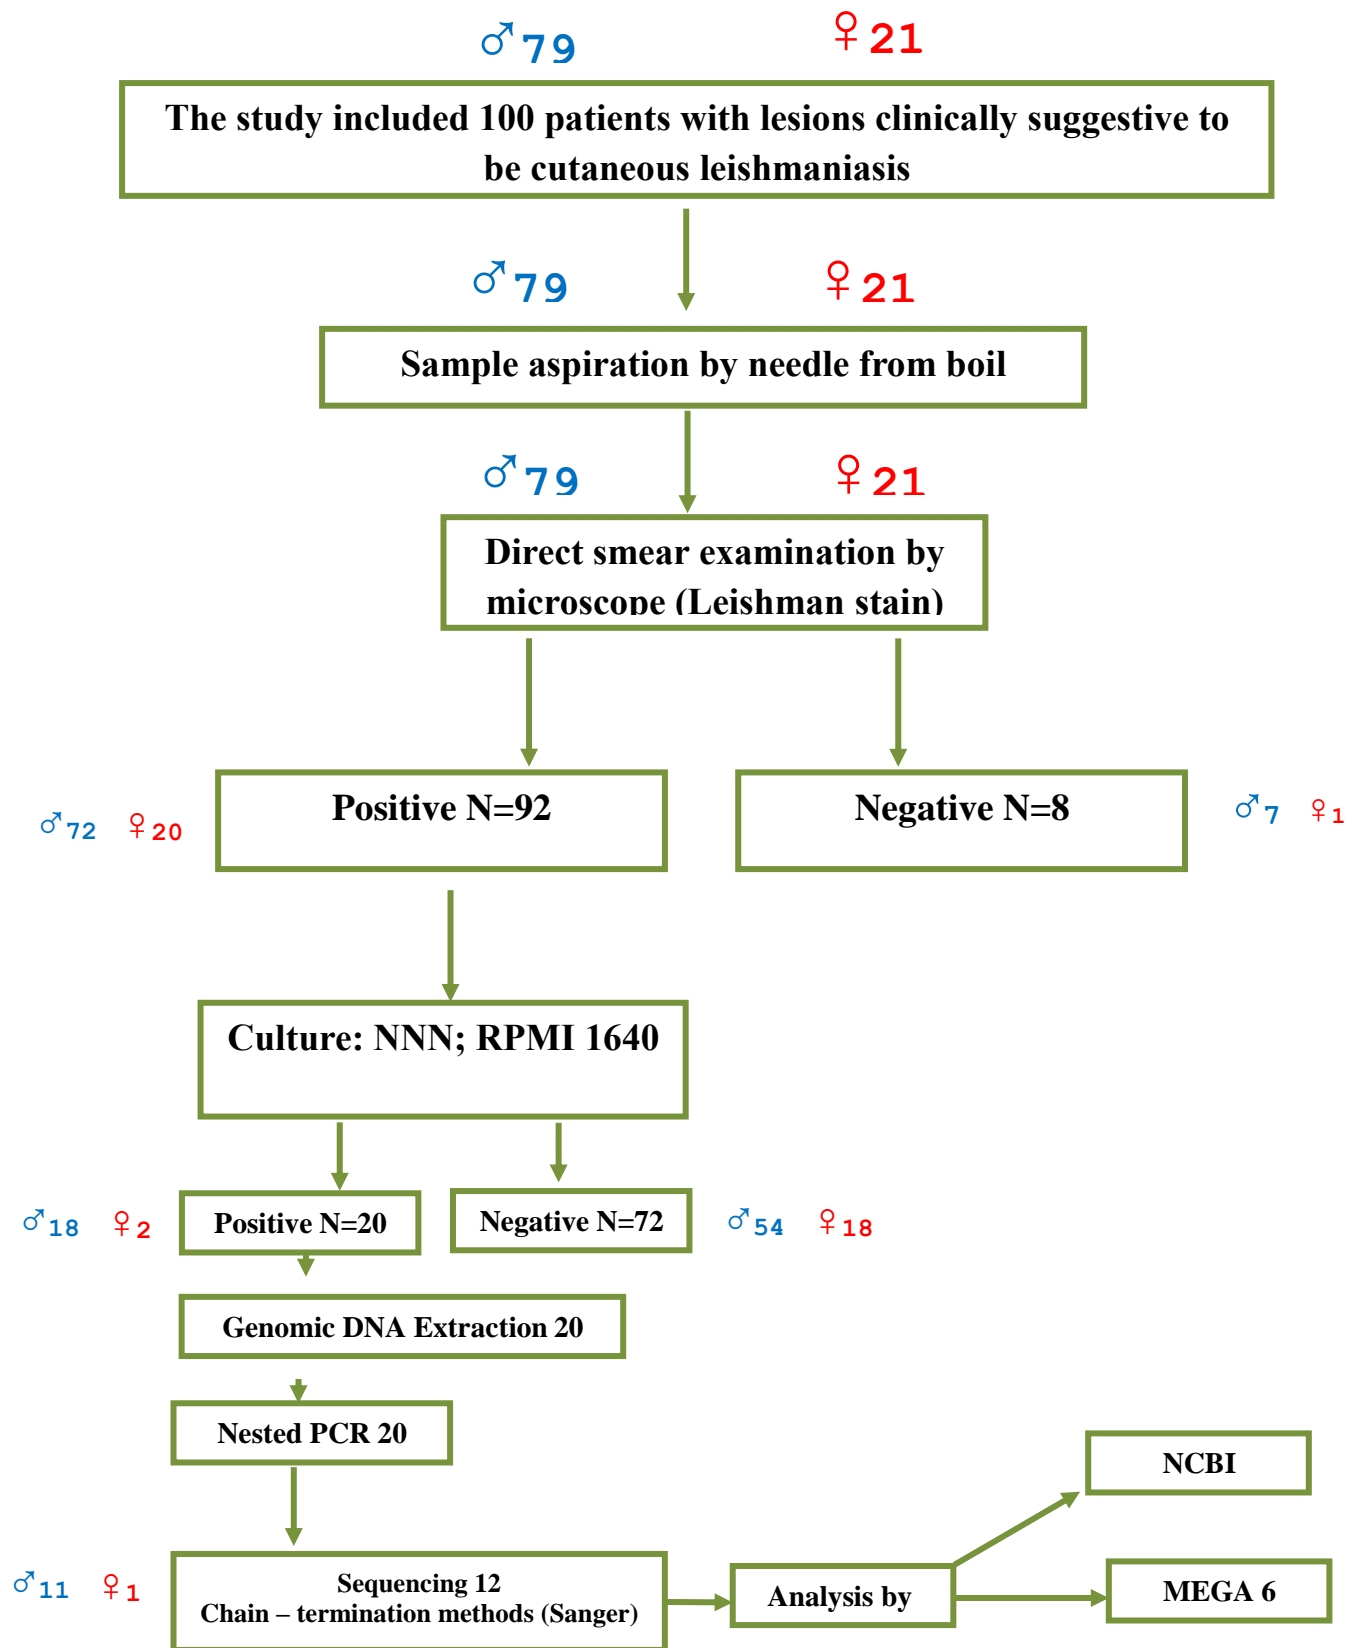 ♂79 ♀21
The study included 100 patients with lesions clinically suggestive to
be cutaneous leishmaniasis
♂79 ♀21
Sample aspiration by needle from boil
♂79 ♀21
Direct smear examination by
microscope (Leishman stain)
♂72 ♀20
Positive N=92
Negative N=8
♂7 ♀1
Culture: NNN; RPMI 1640
♂18 ♀2
Positive N=20
Negative N=72
♂54 ♀18
Genomic DNA Extraction 20
Nested PCR 20
♂11 ♀1
Sequencing 12
Chain – termination methods (Sanger)
Analysis by
NCBI
MEGA 6